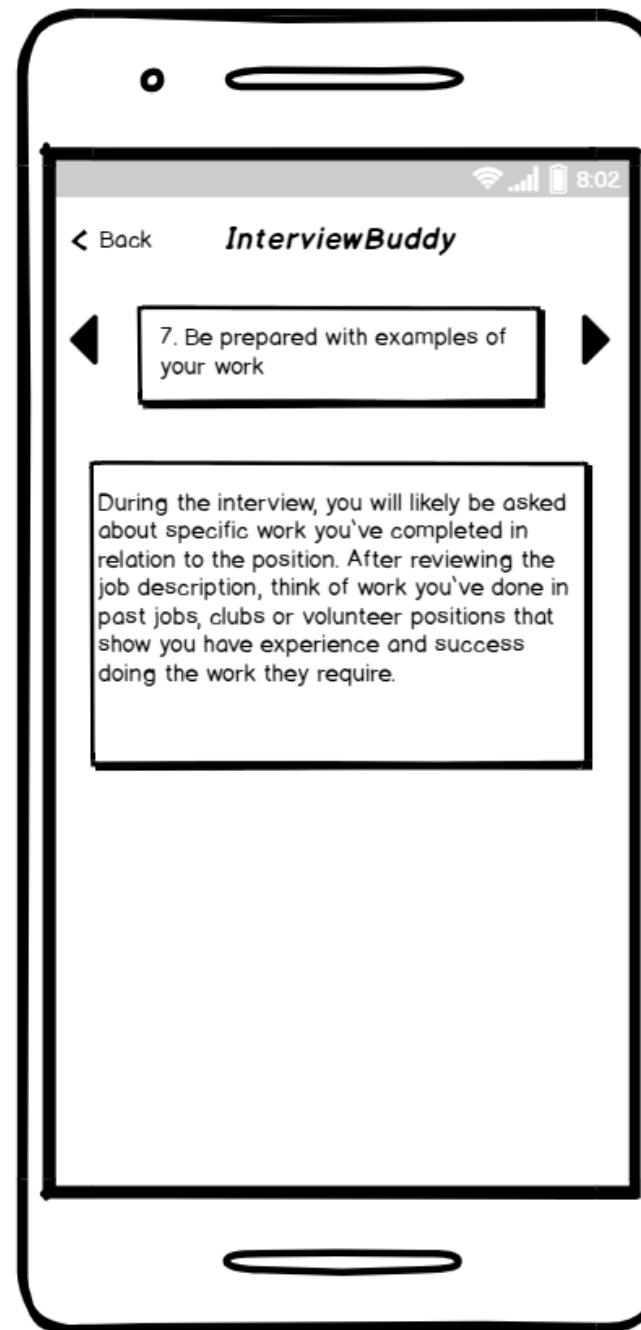 8:02
Back
InterviewBuddy
7. Be prepared with examples of
your work
During the interview, you will likely be asked
about specific work you`ve completed in
relation to the position. After reviewing the
job description, think of work you`ve done in
past jobs, clubs or volunteer positions that
show you have experience and success
doing the work they require.